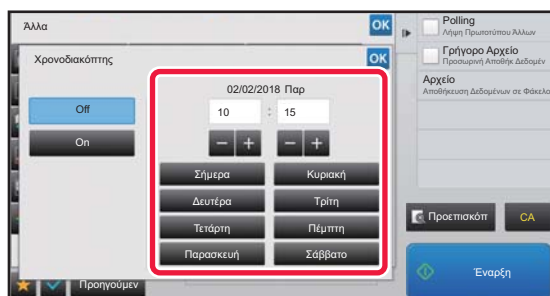 Άλλα
OK
Polling
Λήψη Πρωτοτύπου Άλλων
Χρονοδιακόπτης
OK
Γρήγορο Αρχείο
Προσωρινή Αποθήκ Δεδομέν
02/02/2018 Παρ
Αρχείο
Αποθήκευση Δεδομένων σε Φάκελο
Off
10 : 15
On
− + − +
Σήμερα Κυριακή
Δευτέρα Τρίτη
Τετάρτη Πέμπτη
Προεπισκόπ CA
Παρασκευή Σάββατο
Έναρξη
Προηγούμεν